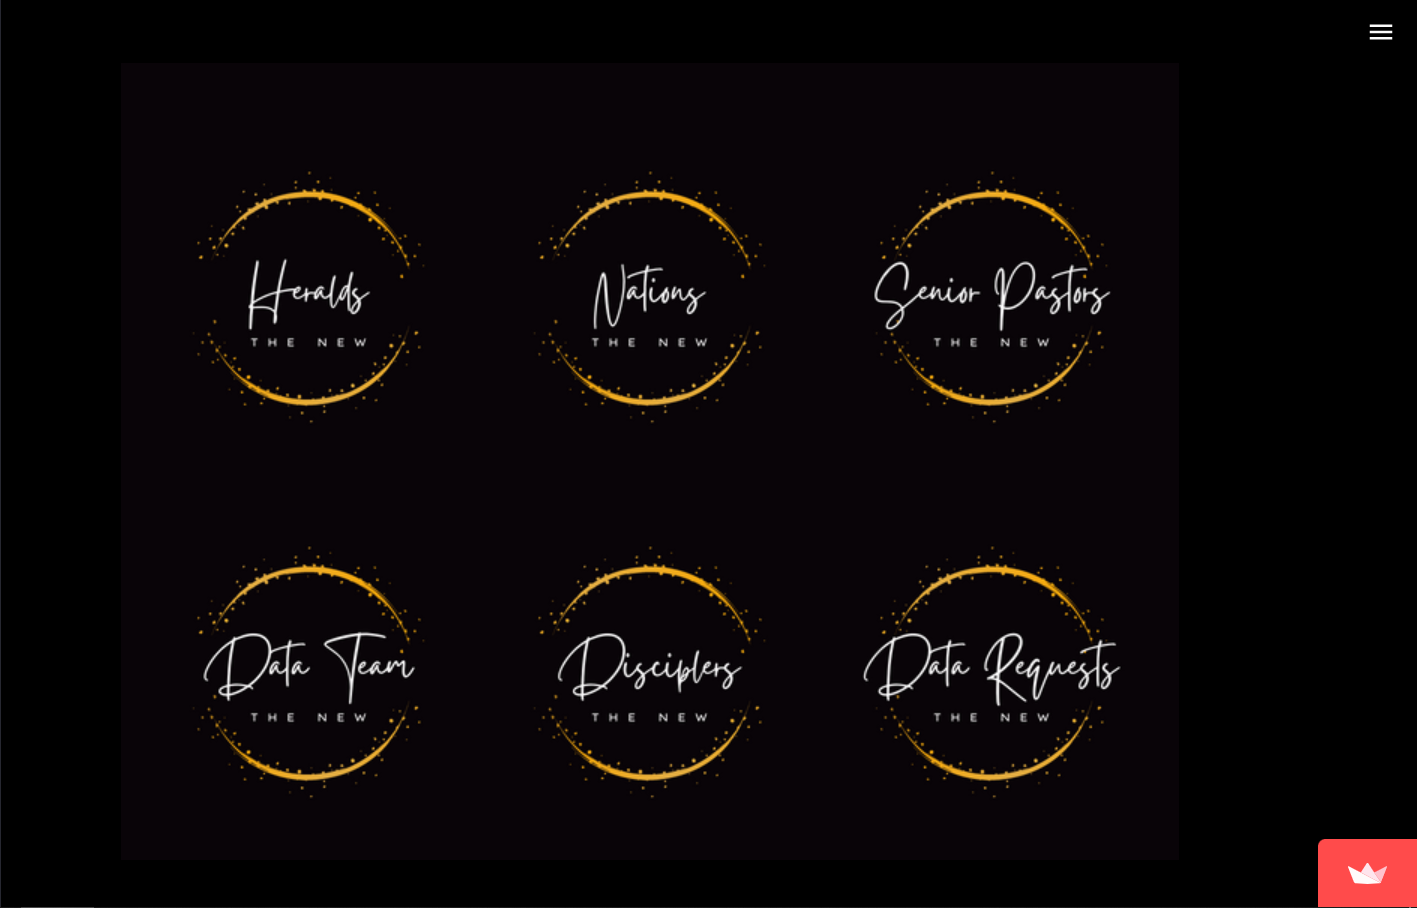 Heralds
THE NEW
Nations
THE NEW
Senior Pastors
THE NEW
Data Team
THE NEW
Disciplers
THE NEW
Data Requests
THE NEW